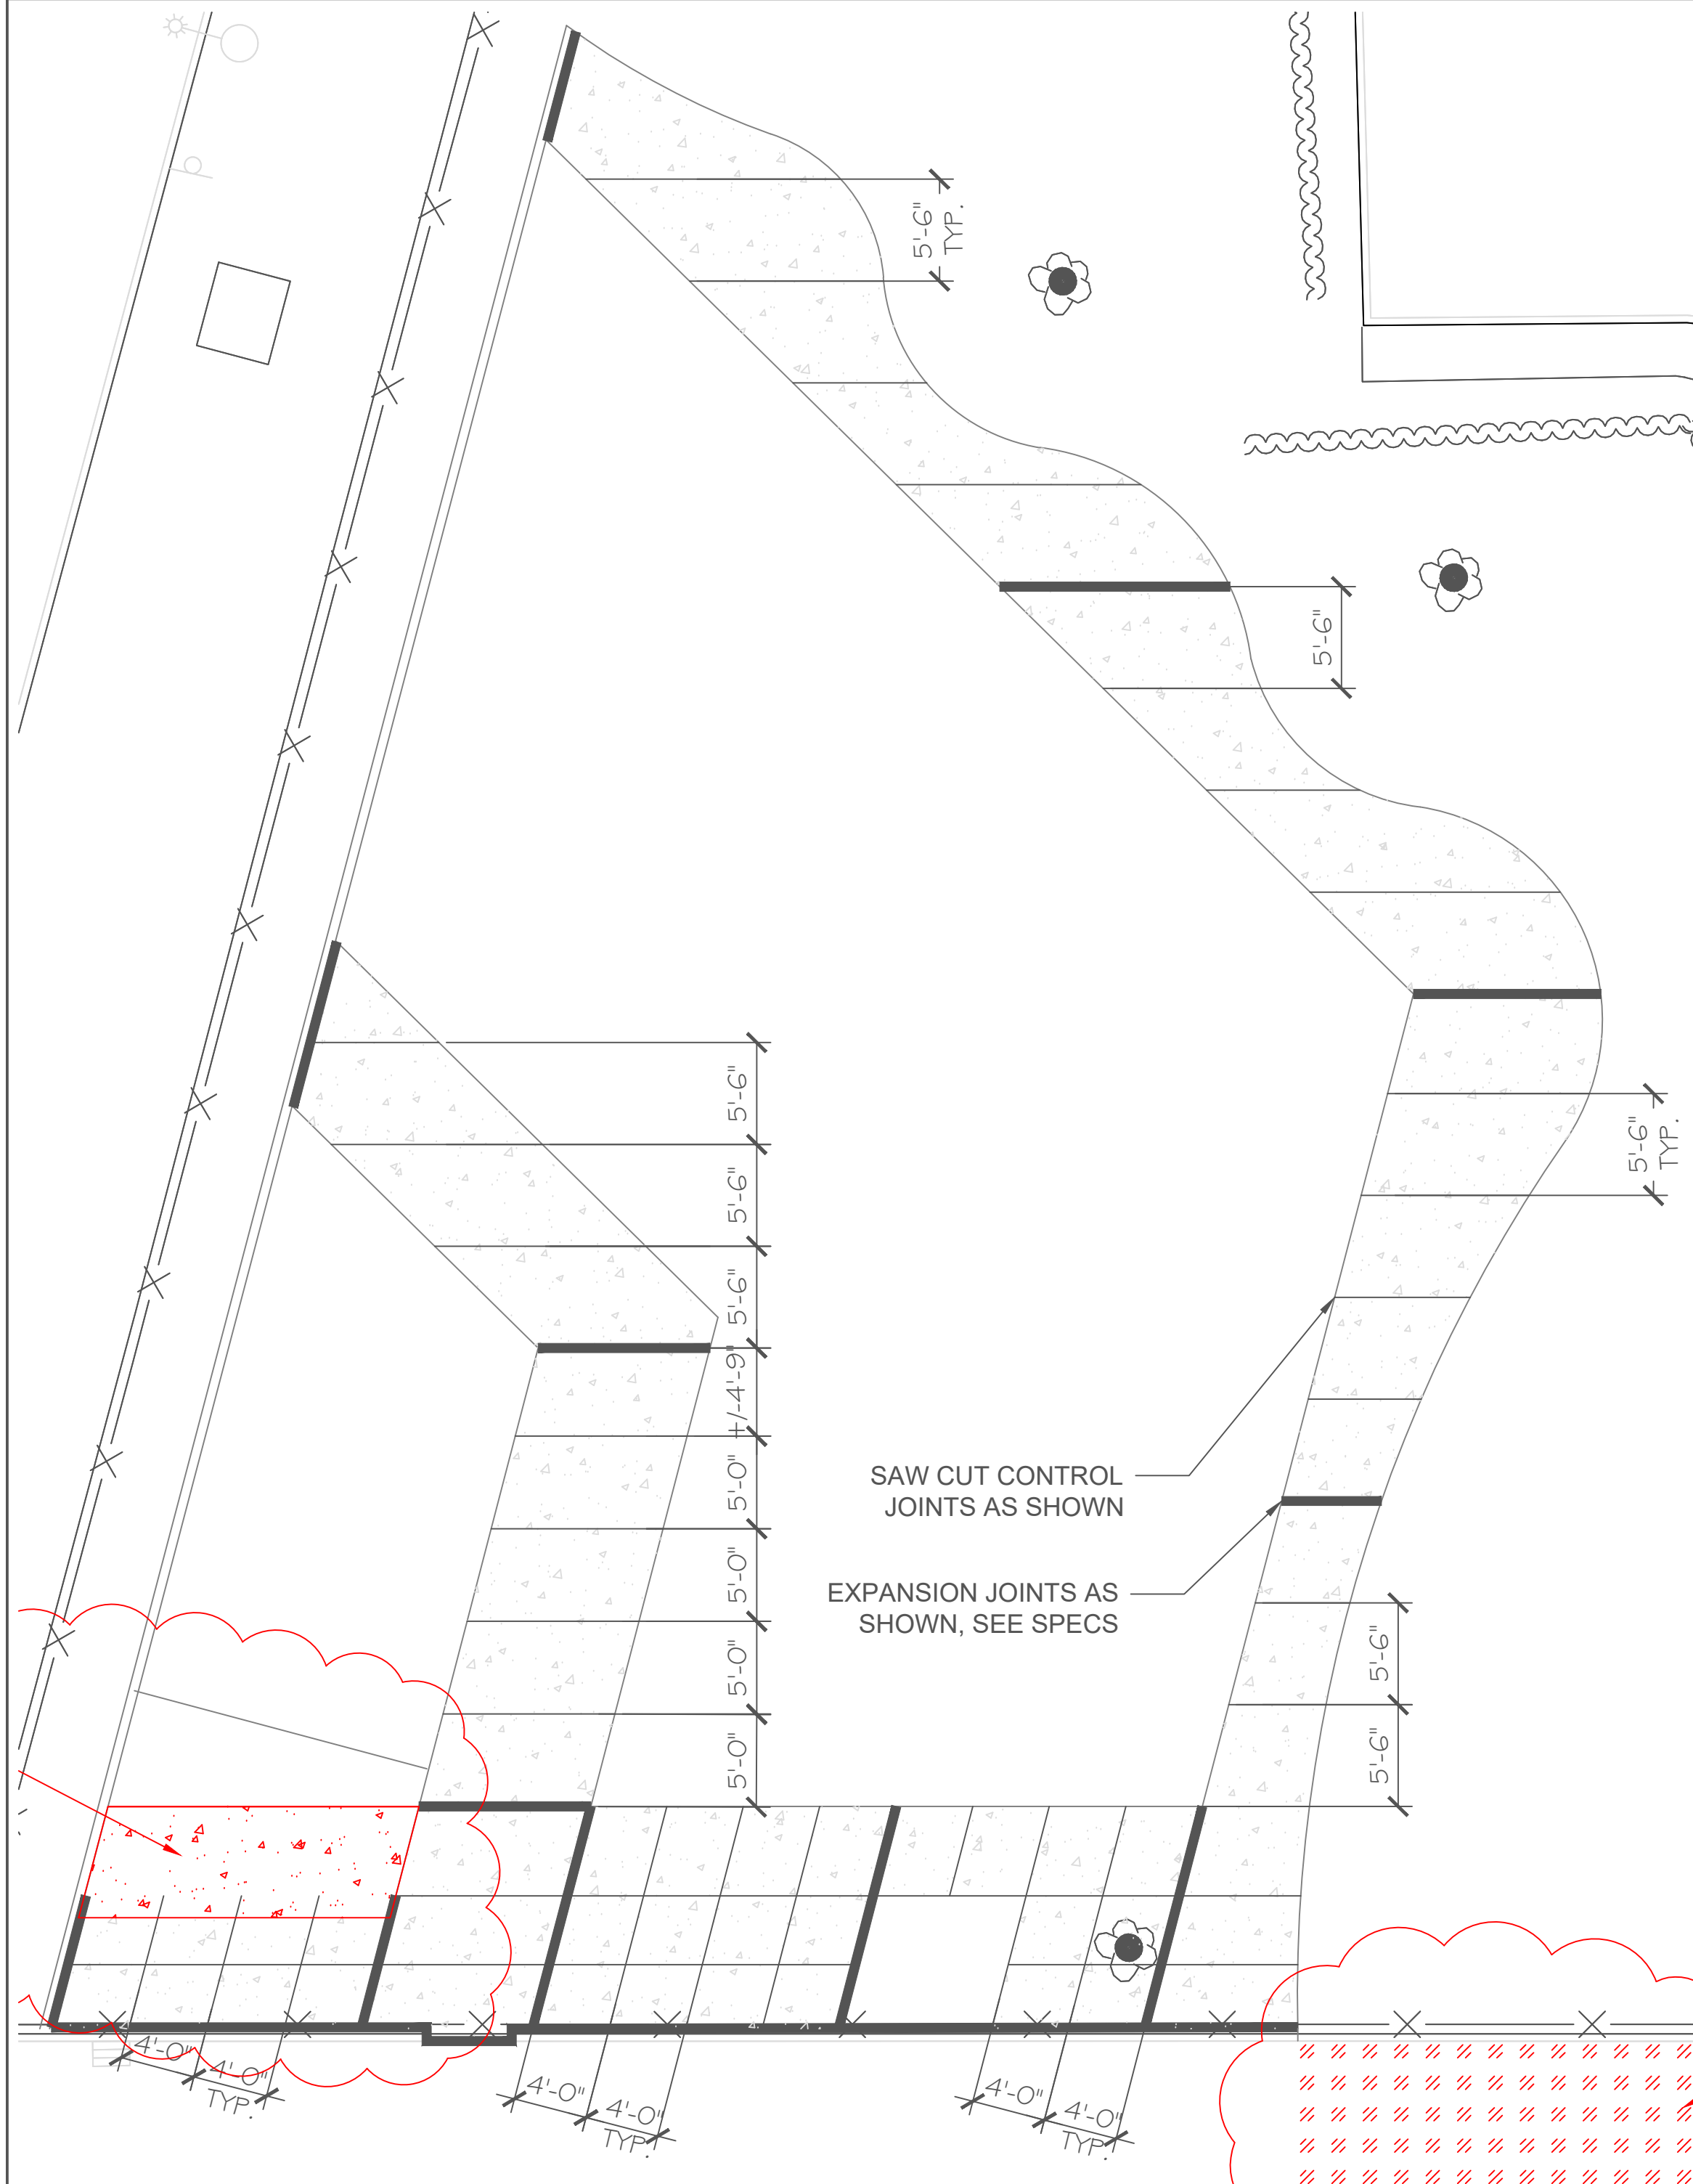 5'-6"
TYP.
5'-6"
5'-6"
5'-6"
5'-6"
+/-4'-9"
5'-0"
5'-0"
5'-0"
5'-0"
5'-6"
TYP.
SAW CUT CONTROL
JOINTS AS SHOWN
EXPANSION JOINTS AS
SHOWN, SEE SPECS
5'-6"
5'-6"
4'-0"
4'-0"
TYP.
4'-0"
4'-0"
TYP.
4'-0"
4'-0"
TYP.